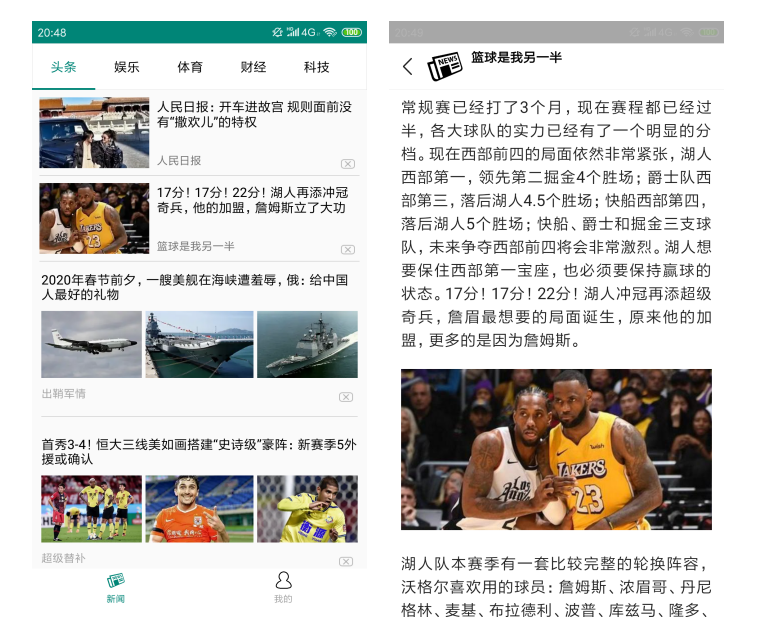 20:48
HD 4G 100
头条 娱乐 体育 财经 科技
人民日报：开车进故宫 规则面前没
有“撒欢儿”的特权
人民日报
17分！17分！22分！湖人再添冲冠
奇兵，他的加盟，詹姆斯立了大功
篮球是我另一半
2020年春节前夕，一艘美舰在海峡遭羞辱，俄：给中国
人最好的礼物
出鞘军情
首秀3-4！恒大三线美如画搭建“史诗级”豪阵：新赛季5外
援或确认
超级替补
新闻
我的
20:49
4G
NEWS
篮球是我另一半
常规赛已经打了3个月，现在赛程都已经过
半，各大球队的实力已经有了一个明显的分
档。现在西部前四的局面依然非常紧张，湖人
西部第一，领先第二掘金4个胜场；爵士队西
部第三，落后湖人4.5个胜场；快船西部第四，
落后湖人5个胜场；快船、爵士和掘金三支球
队，未来争夺西部前四将会非常激烈。湖人想
要保住西部第一宝座，也必须要保持赢球的
状态。17分！17分！22分！湖人冲冠再添超级
奇兵，詹眉最想要的局面诞生，原来他的加
盟，更多的是因为詹姆斯。
LAKERS
23
湖人队本赛季有一套比较完整的轮换阵容，
沃格尔喜欢用的球员：詹姆斯、浓眉哥、丹尼
格林、麦基、布拉德利、波普、库兹马、隆多、